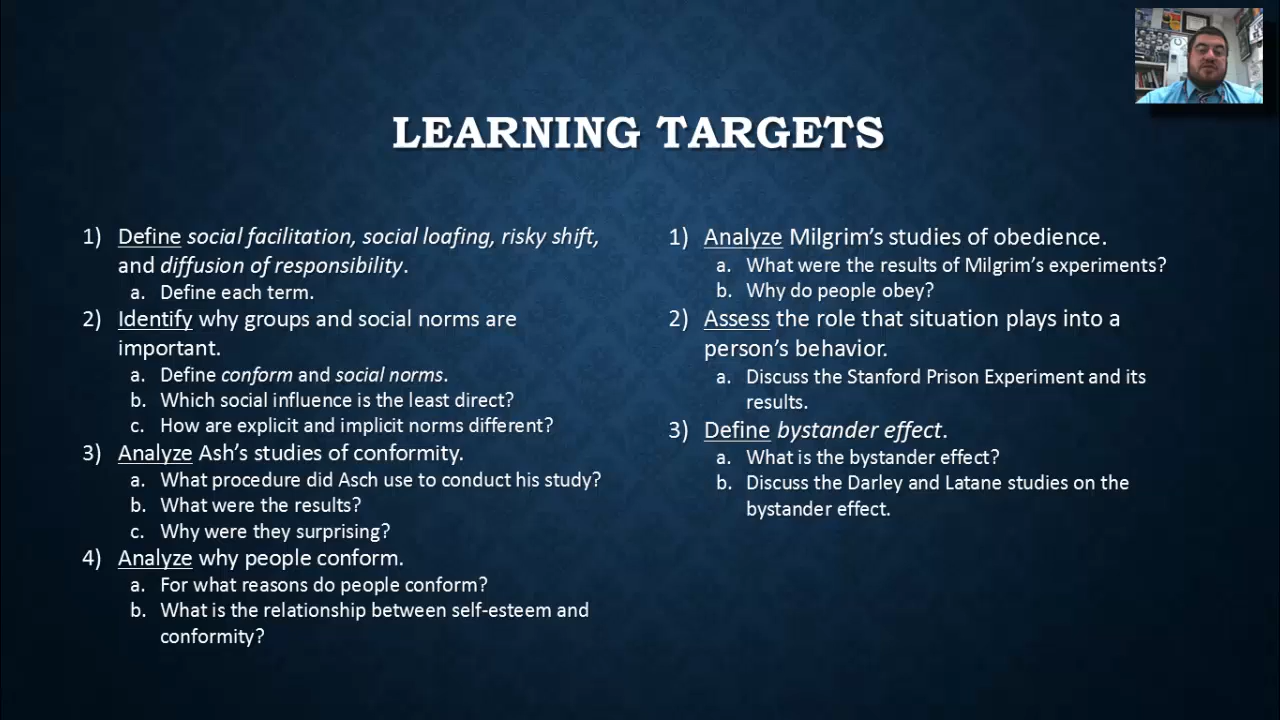 LEARNING TARGETS
1) Define social facilitation, social loafing, risky shift,
and diffusion of responsibility.
a. Define each term.
2) Identify why groups and social norms are
important.
a. Define conform and social norms.
b. Which social influence is the least direct?
c. How are explicit and implicit norms different?
3) Analyze Ash's studies of conformity.
a. What procedure did Asch use to conduct his study?
b. What were the results?
c. Why were they surprising?
4) Analyze why people conform.
a. For what reasons do people conform?
b. What is the relationship between self-esteem and
conformity?
1) Analyze Milgrim's studies of obedience.
a. What were the results of Milgrim's experiments?
b. Why do people obey?
2) Assess the role that situation plays into a
person's behavior.
a. Discuss the Stanford Prison Experiment and its
results.
3) Define bystander effect.
a. What is the bystander effect?
b. Discuss the Darley and Latane studies on the
bystander effect.